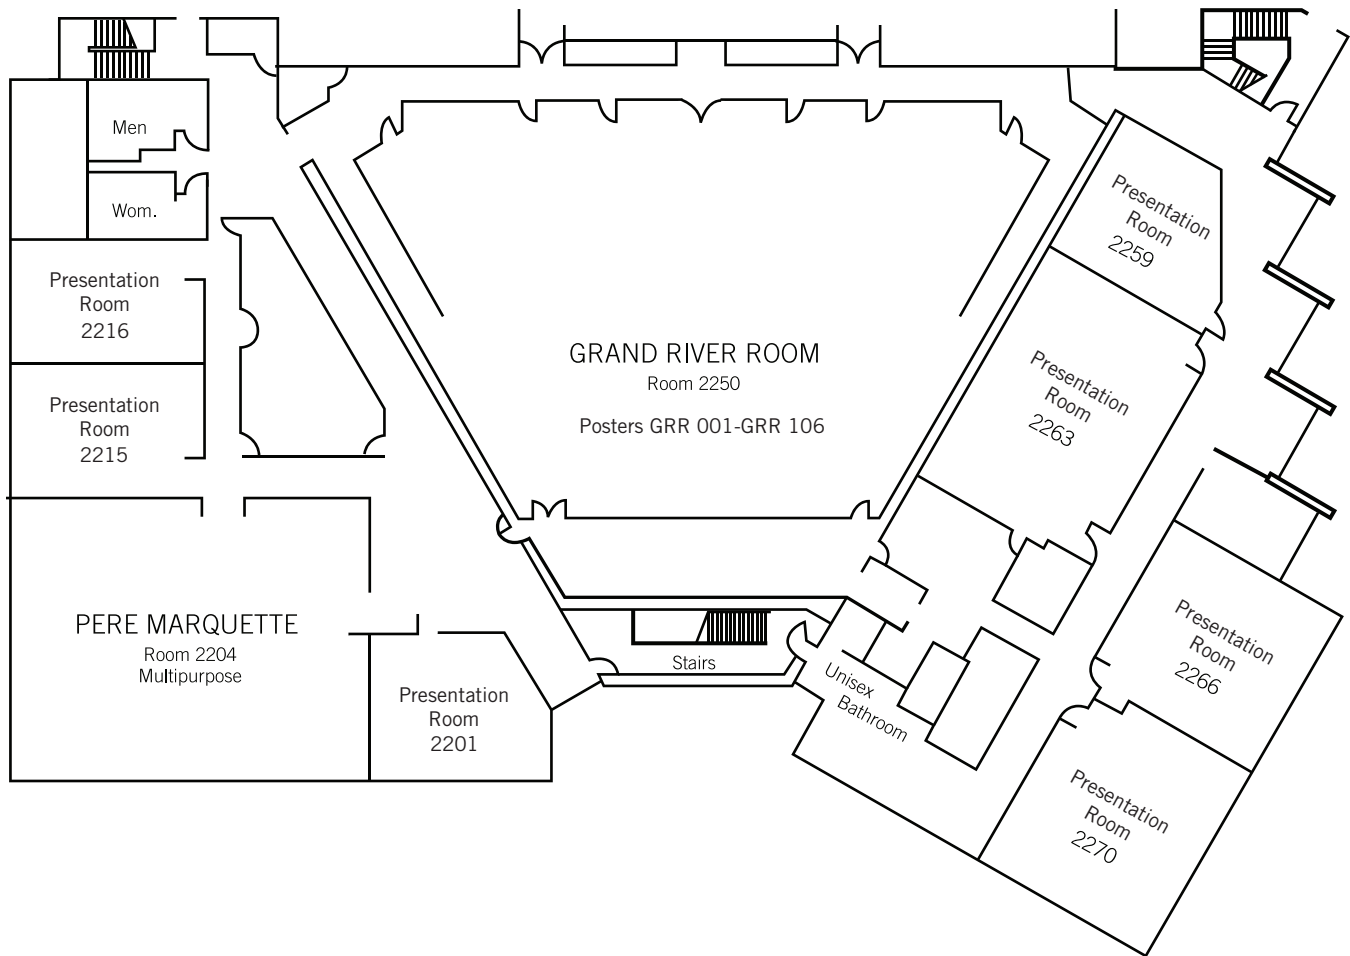 Men
Wom.
Presentation
Room
2216
Presentation
Room
2215
PERE MARQUETTE
Room 2204
Multipurpose
Presentation
Room
2201
GRAND RIVER ROOM
Room 2250
Posters GRR 001-GRR 106
Stairs
Unisex
Bathroom
Presentation
Room
2259
Presentation
Room
2263
Presentation
Room
2266
Presentation
Room
2270